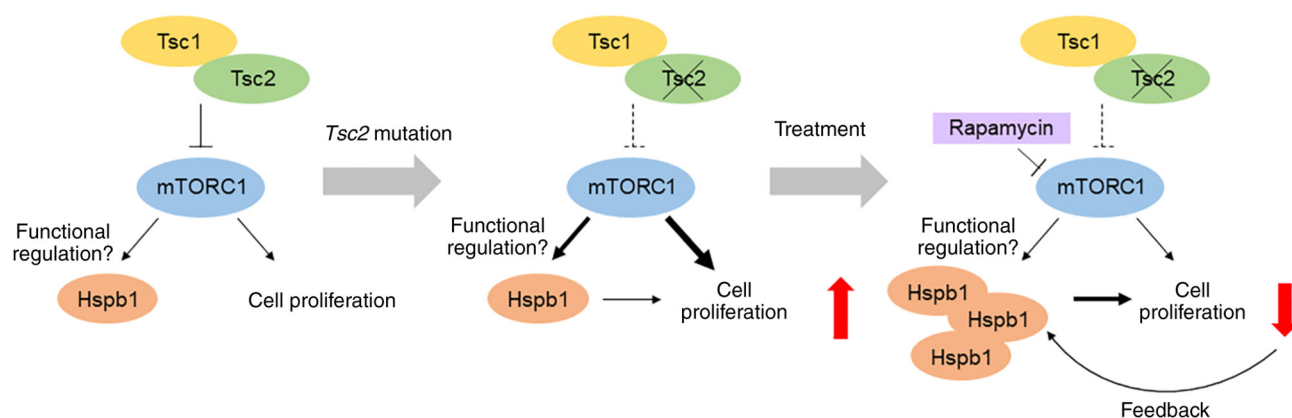 Tsc1
Tsc2
mTORC1
Functional
regulation?
Hspb1
Cell proliferation
Tsc2 mutation
Tsc1
Tsc2
mTORC1
Functional
regulation?
Hspb1
Cell
proliferation
Treatment
Tsc1
Tsc2
Rapamycin
mTORC1
Functional
regulation?
Hspb1
Hspb1
Hspb1
Cell
proliferation
Feedback